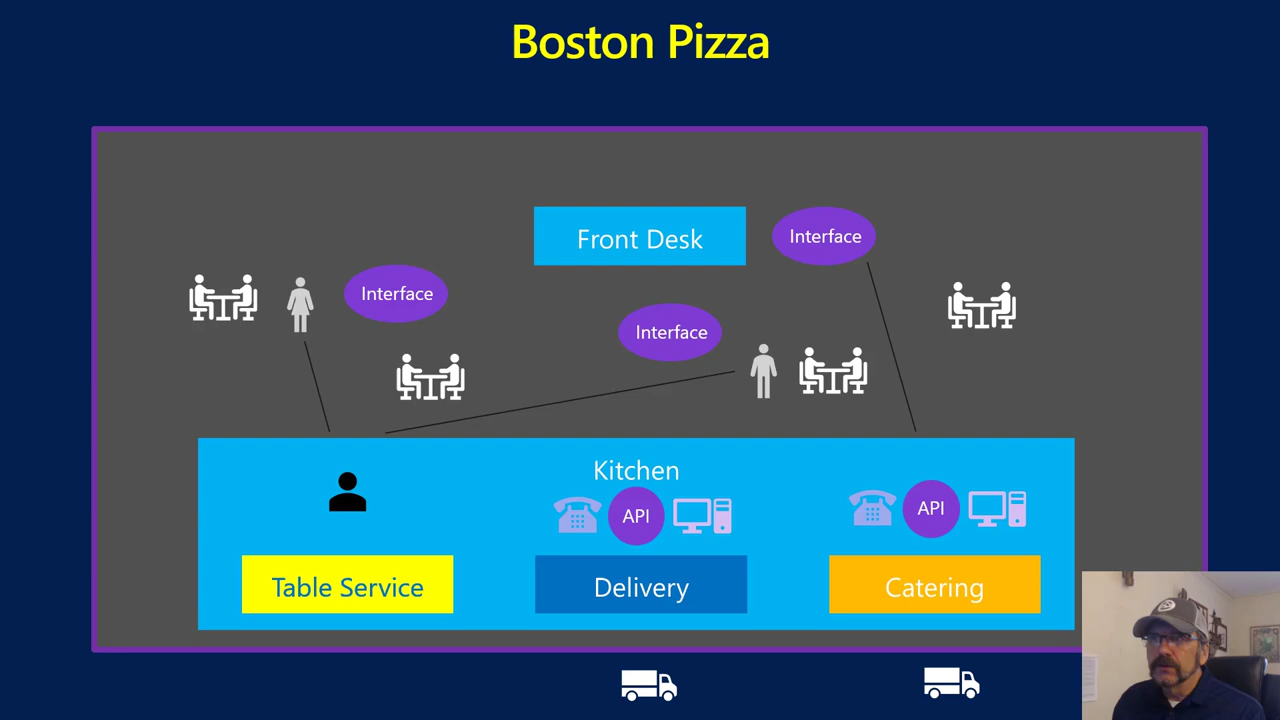 Boston Pizza
Front Desk
Interface
Interface
Interface
Kitchen
API
API
Table Service
Delivery
Catering